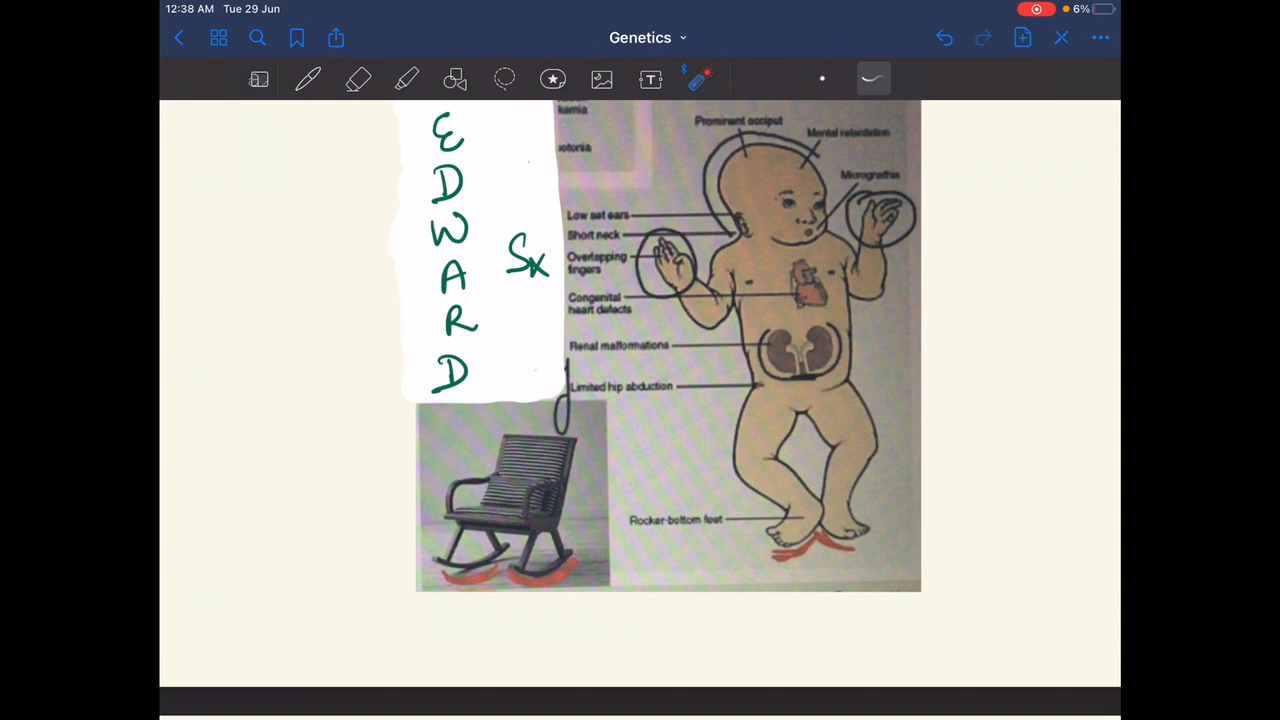 12:38 AM Tue 29 Jun
6%
Genetics
T
kemia
otonia
E
D
W
A
R
D
Sx
Prominent occiput
Mental retardation
Micrognathia
Low set ears
Short neck
Overlapping
fingers
Congenital
heart defects
Renal malformations
Limited hip abduction
Rocker-bottom feet